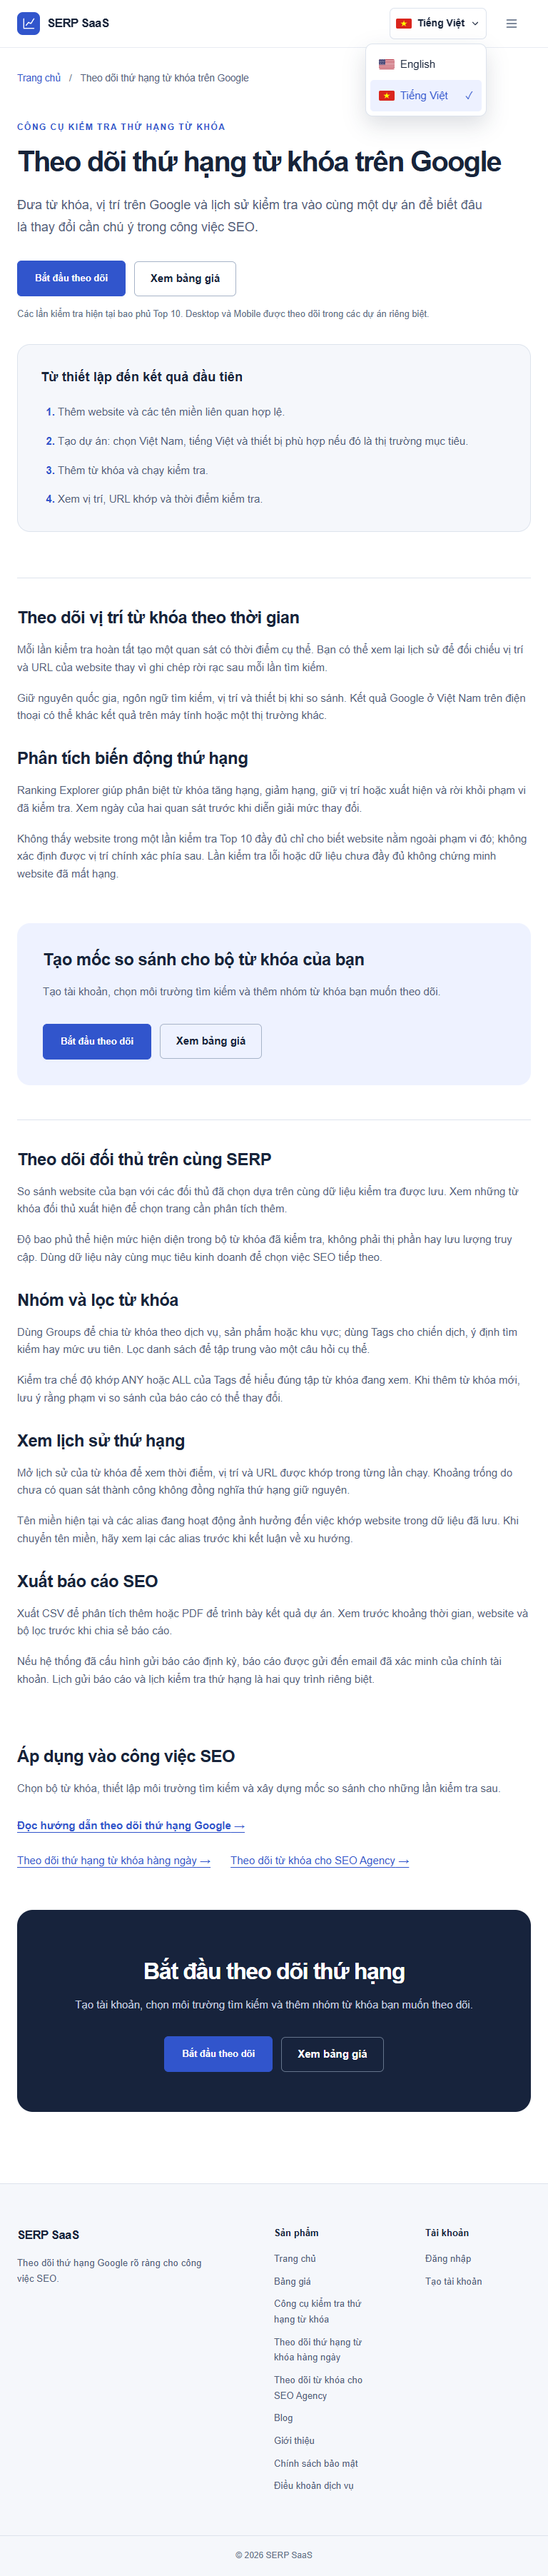 SERP SaaS
Tiếng Việt
English
Tiếng Việt ✓
Trang chủ / Theo dõi thứ hạng từ khóa trên Google
CÔNG CỤ KIỂM TRA THỨ HẠNG TỪ KHÓA
Theo dõi thứ hạng từ khóa trên Google
Đưa từ khóa, vị trí trên Google và lịch sử kiểm tra vào cùng một dự án để biết đâu
là thay đổi cần chú ý trong công việc SEO.
Bắt đầu theo dõi
Xem bảng giá
Các lần kiểm tra hiện tại bao phủ Top 10. Desktop và Mobile được theo dõi trong các dự án riêng biệt.
Từ thiết lập đến kết quả đầu tiên
1. Thêm website và các tên miền liên quan hợp lệ.
2. Tạo dự án: chọn Việt Nam, tiếng Việt và thiết bị phù hợp nếu đó là thị trường mục tiêu.
3. Thêm từ khóa và chạy kiểm tra.
4. Xem vị trí, URL khớp và thời điểm kiểm tra.
Theo dõi vị trí từ khóa theo thời gian
Mỗi lần kiểm tra hoàn tất tạo một quan sát có thời điểm cụ thể. Bạn có thể xem lại lịch sử để đối chiếu vị trí
và URL của website thay vì ghi chép rời rạc sau mỗi lần tìm kiếm.
Giữ nguyên quốc gia, ngôn ngữ tìm kiếm, vị trí và thiết bị khi so sánh. Kết quả Google ở Việt Nam trên điện
thoại có thể khác kết quả trên máy tính hoặc một thị trường khác.
Phân tích biến động thứ hạng
Ranking Explorer giúp phân biệt từ khóa tăng hạng, giảm hạng, giữ vị trí hoặc xuất hiện và rời khỏi phạm vi
đã kiểm tra. Xem ngày của hai quan sát trước khi diễn giải mức thay đổi.
Không thấy website trong một lần kiểm tra Top 10 đầy đủ chỉ cho biết website nằm ngoài phạm vi đó; không
xác định được vị trí chính xác phía sau. Lần kiểm tra lỗi hoặc dữ liệu chưa đầy đủ không chứng minh
website đã mất hạng.
Tạo mốc so sánh cho bộ từ khóa của bạn
Tạo tài khoản, chọn môi trường tìm kiếm và thêm nhóm từ khóa bạn muốn theo dõi.
Bắt đầu theo dõi
Xem bảng giá
Theo dõi đối thủ trên cùng SERP
So sánh website của bạn với các đối thủ đã chọn dựa trên cùng dữ liệu kiểm tra được lưu. Xem những từ
khóa đối thủ xuất hiện để chọn trang cần phân tích thêm.
Độ bao phủ thể hiện mức hiện diện trong bộ từ khóa đã kiểm tra, không phải thị phần hay lưu lượng truy
cập. Dùng dữ liệu này cùng mục tiêu kinh doanh để chọn việc SEO tiếp theo.
Nhóm và lọc từ khóa
Dùng Groups để chia từ khóa theo dịch vụ, sản phẩm hoặc khu vực; dùng Tags cho chiến dịch, ý định tìm
kiếm hay mức ưu tiên. Lọc danh sách để tập trung vào một câu hỏi cụ thể.
Kiểm tra chế độ khớp ANY hoặc ALL của Tags để hiểu đúng tập từ khóa đang xem. Khi thêm từ khóa mới,
lưu ý rằng phạm vi so sánh của báo cáo có thể thay đổi.
Xem lịch sử thứ hạng
Mở lịch sử của từ khóa để xem thời điểm, vị trí và URL được khớp trong từng lần chạy. Khoảng trống do
chưa có quan sát thành công không đồng nghĩa thứ hạng giữ nguyên.
Tên miền hiện tại và các alias đang hoạt động ảnh hưởng đến việc khớp website trong dữ liệu đã lưu. Khi
chuyển tên miền, hãy xem lại các alias trước khi kết luận về xu hướng.
Xuất báo cáo SEO
Xuất CSV để phân tích thêm hoặc PDF để trình bày kết quả dự án. Xem trước khoảng thời gian, website và
bộ lọc trước khi chia sẻ báo cáo.
Nếu hệ thống đã cấu hình gửi báo cáo định kỳ, báo cáo được gửi đến email đã xác minh của chính tài
khoản. Lịch gửi báo cáo và lịch kiểm tra thứ hạng là hai quy trình riêng biệt.
Áp dụng vào công việc SEO
Chọn bộ từ khóa, thiết lập môi trường tìm kiếm và xây dựng mốc so sánh cho những lần kiểm tra sau.
Đọc hướng dẫn theo dõi thứ hạng Google →
Theo dõi thứ hạng từ khóa hàng ngày → Theo dõi từ khóa cho SEO Agency →
Bắt đầu theo dõi thứ hạng
Tạo tài khoản, chọn môi trường tìm kiếm và thêm nhóm từ khóa bạn muốn theo dõi.
Bắt đầu theo dõi
Xem bảng giá
SERP SaaS
Theo dõi thứ hạng Google rõ ràng cho công
việc SEO.
Sản phẩm
Trang chủ
Bảng giá
Công cụ kiểm tra thứ
hạng từ khóa
Theo dõi thứ hạng từ
khóa hàng ngày
Theo dõi từ khóa cho
SEO Agency
Blog
Giới thiệu
Chính sách bảo mật
Điều khoản dịch vụ
Tài khoản
Đăng nhập
Tạo tài khoản
© 2026 SERP SaaS